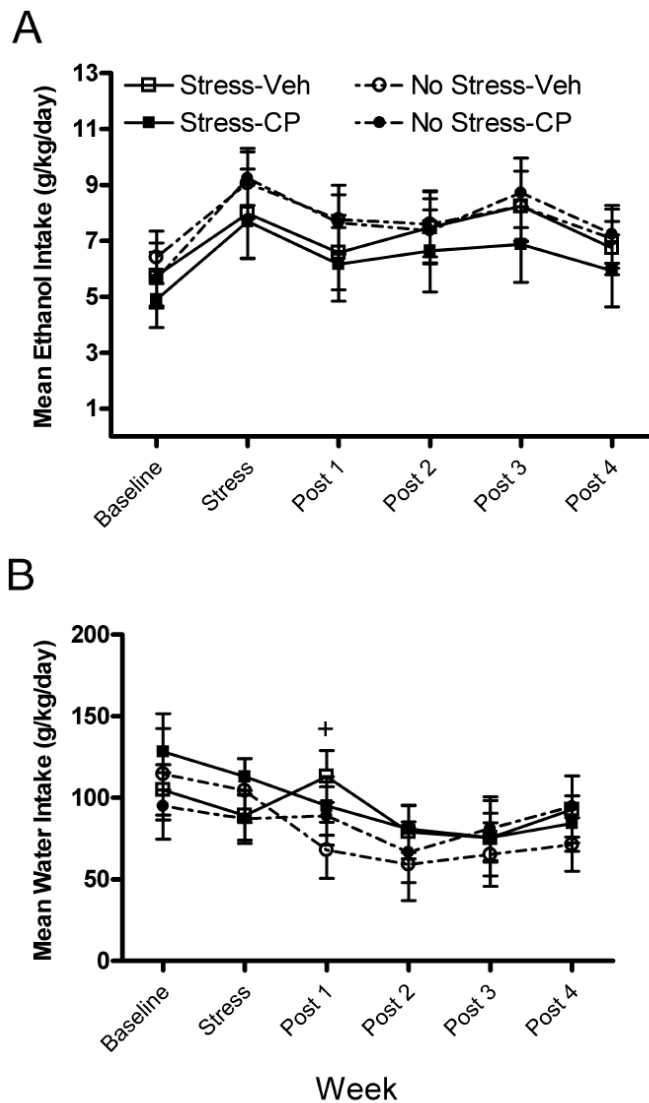 A
Mean Ethanol Intake (g/kg/day)
13
11
9
7
5
3
1
Stress-Veh No Stress-Veh
Stress-CP No Stress-CP
Baseline Stress Post 1 Post 2 Post 3 Post 4
B
Mean Water Intake (g/kg/day)
200
150
100
50
0
+
Baseline Stress Post 1 Post 2 Post 3 Post 4
Week